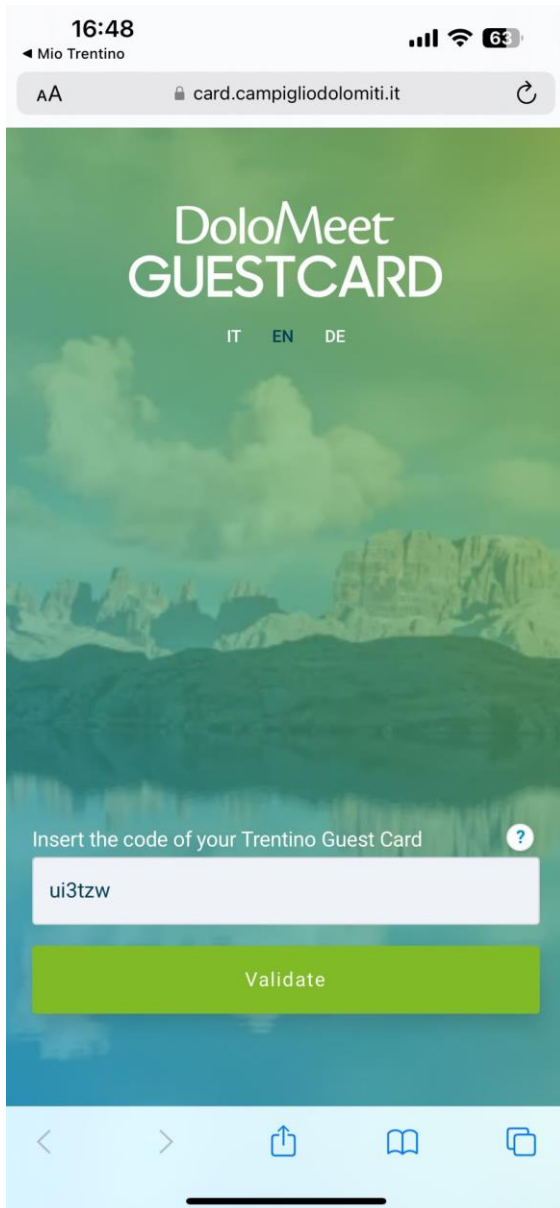 16:48
◀ Mio Trentino
63
AA
card.campigliodolomiti.it
DoloMeet
GUESTCARD
IT EN DE
Insert the code of your Trentino Guest Card
?
ui3tzw
Validate